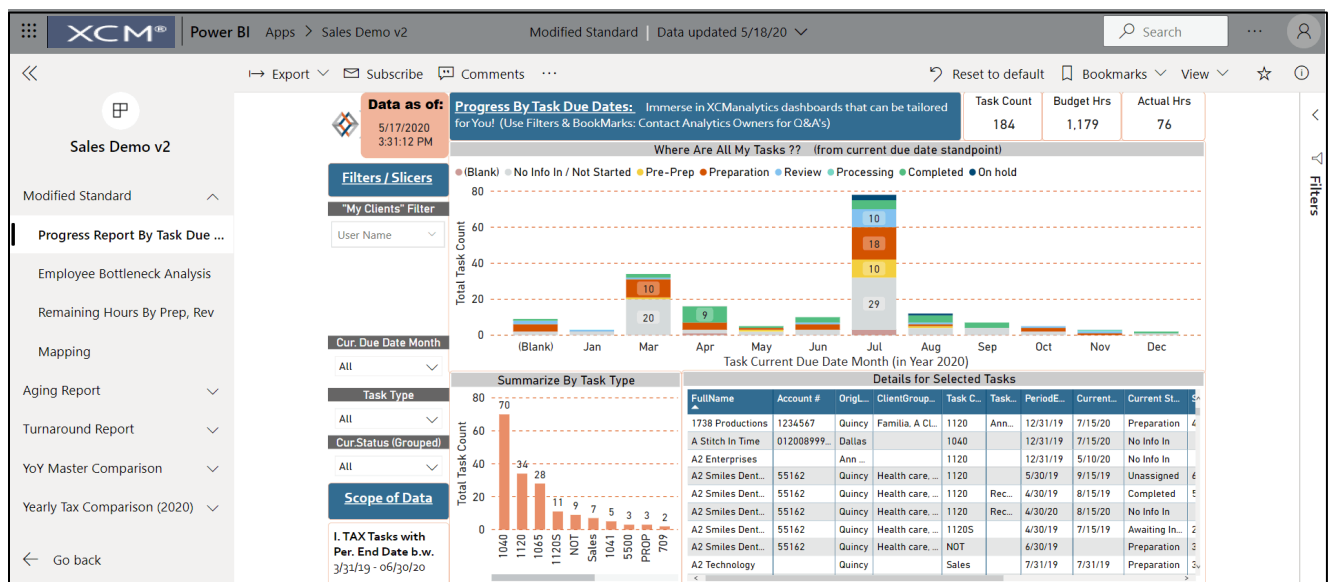 XCM®
Power BI Apps > Sales Demo v2
Modified Standard | Data updated 5/18/20
Search
Export Subscribe Comments ...
Reset to default Bookmarks View
Sales Demo v2
Modified Standard
Progress Report By Task Due ...
Employee Bottleneck Analysis
Remaining Hours By Prep, Rev
Mapping
Aging Report
Turnaround Report
YoY Master Comparison
Yearly Tax Comparison (2020)
Go back
Data as of:
5/17/2020
3:31:12 PM
Progress By Task Due Dates: Immerse in XCManalytics dashboards that can be tailored
for You! (Use Filters & BookMarks: Contact Analytics Owners for Q&A's)
Task Count Budget Hrs Actual Hrs
184 1,179 76
Filters / Slicers
"My Clients" Filter
User Name
Cur. Due Date Month
All
Task Type
All
Cur.Status (Grouped)
All
Scope of Data
I. TAX Tasks with
Per. End Date b.w.
3/31/19 - 06/30/20
Where Are All My Tasks ?? (from current due date standpoint)
(Blank) No Info In / Not Started Pre-Prep Preparation Review Processing Completed On hold
Total Task Count
80
60
40
20
0
10
20
9
10
18
10
29
(Blank) Jan Mar Apr May Jun Jul Aug Sep Oct Nov Dec
Task Current Due Date Month (in Year 2020)
Summarize By Task Type
Total Task Count
80
60
40
20
0
70 34 28 11 9 7 5 3 3 2
1040 1120 1065 1120S NOT Sales 1041 5500 PROP 709
Details for Selected Tasks
FullName Account # OrigL... ClientGroup... Task C... Task... PeriodE... Current... Current St... S
1738 Productions 1234567 Quincy Familia, A Cl... 1120 Ann... 12/31/19 7/15/20 Preparation 4
A Stitch In Time 012008999... Dallas 1040 12/31/19 7/15/20 No Info In
A2 Enterprises Ann ... 1120 12/31/19 5/10/20 No Info In
A2 Smiles Dent... 55162 Quincy Health care, ... 1120 5/30/19 9/15/19 Unassigned 6
A2 Smiles Dent... 55162 Quincy Health care, ... 1120 Rec... 4/30/19 8/15/19 Completed 5
A2 Smiles Dent... 55162 Quincy Health care, ... 1120 Rec... 4/30/20 8/15/20 No Info In
A2 Smiles Dent... 55162 Quincy Health care, ... 1120S 4/30/19 7/15/19 Awaiting In... 2
A2 Smiles Dent... 55162 Quincy Health care, ... NOT 6/30/19 Preparation 3
A2 Technology Quincy Sales 7/31/19 7/31/19 Preparation 3
Filters